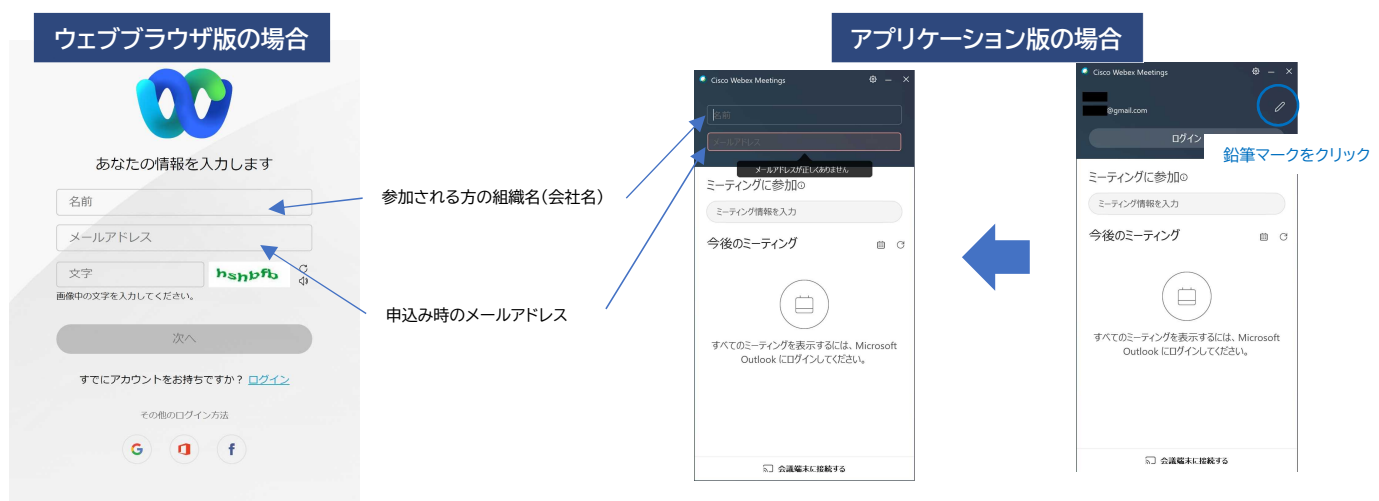 ウェブブラウザ版の場合
あなたの情報を入力します
名前
メールアドレス
文字
hshbfb
画像中の文字を入力してください。
次へ
すでにアカウントをお持ちですか？ ログイン
その他のログイン方法
G
f
参加される方の組織名(会社名)
申込み時のメールアドレス
アプリケーション版の場合
Cisco Webex Meetings
名前
メールアドレス
メールアドレスが正しくありません
ミーティングに参加
ミーティング情報を入力
今後のミーティング
すべてのミーティングを表示するには、Microsoft
Outlook にログインしてください。
会議端末に接続する
Cisco Webex Meetings
@gmail.com
ログイン
鉛筆マークをクリック
ミーティングに参加
ミーティング情報を入力
今後のミーティング
すべてのミーティングを表示するには、Microsoft
Outlook にログインしてください。
会議端末に接続する